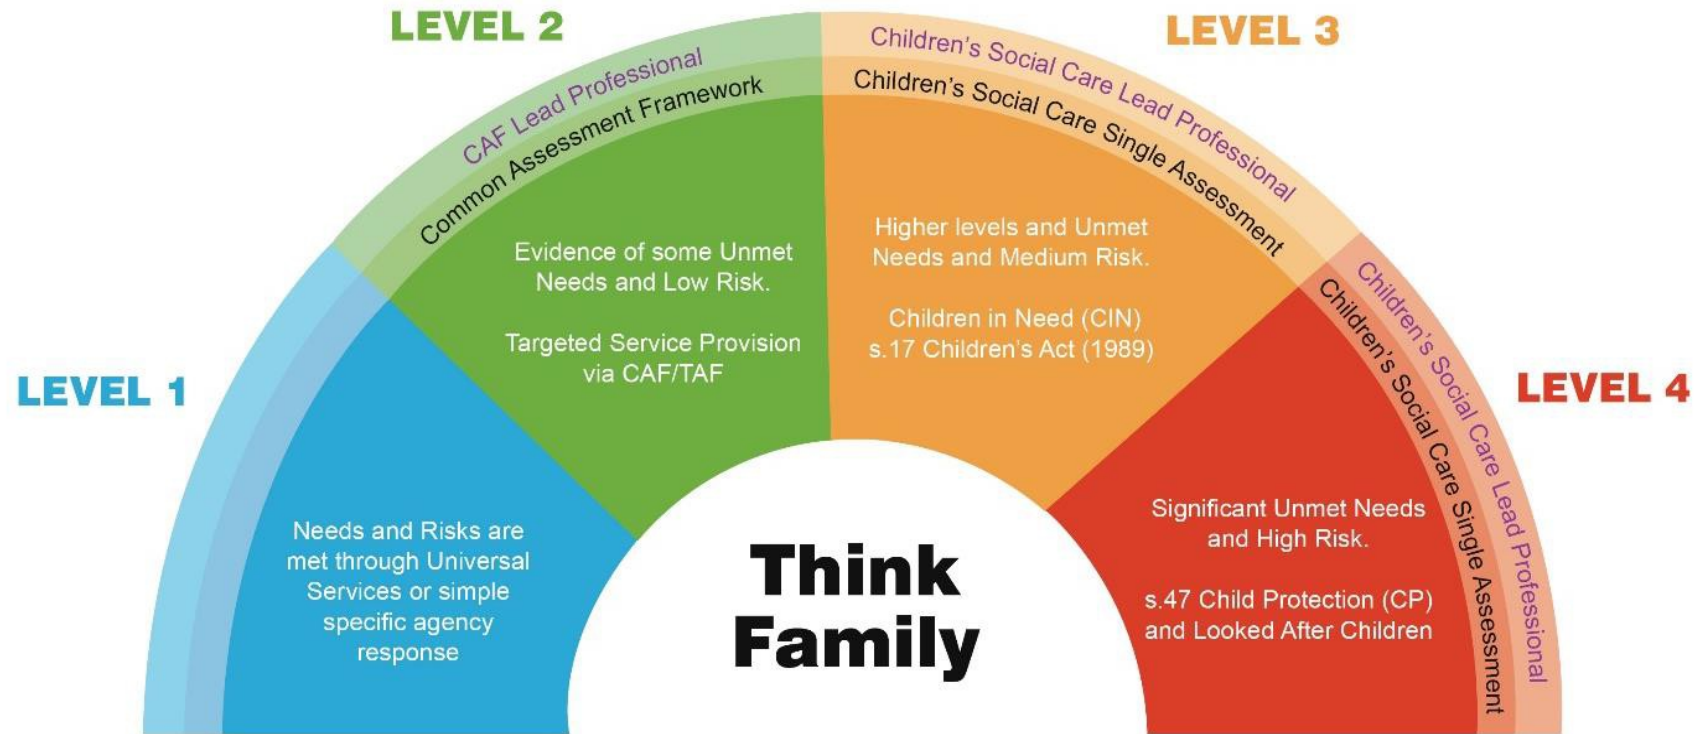 LEVEL 1
Needs and Risks are
met through Universal
Services or simple
specific agency
response
LEVEL 2
CAF Lead Professional
Common Assessment Framework
Evidence of some Unmet
Needs and Low Risk.
Targeted Service Provision
via CAF/TAF
LEVEL 3
Children's Social Care Lead Professional
Children's Social Care Single Assessment
Higher levels and Unmet
Needs and Medium Risk.
Children in Need (CIN)
s.17 Children's Act (1989)
LEVEL 4
Children's Social Care Lead Professional
Children's Social Care Single Assessment
Significant Unmet Needs
and High Risk.
s.47 Child Protection (CP)
and Looked After Children
Think
Family